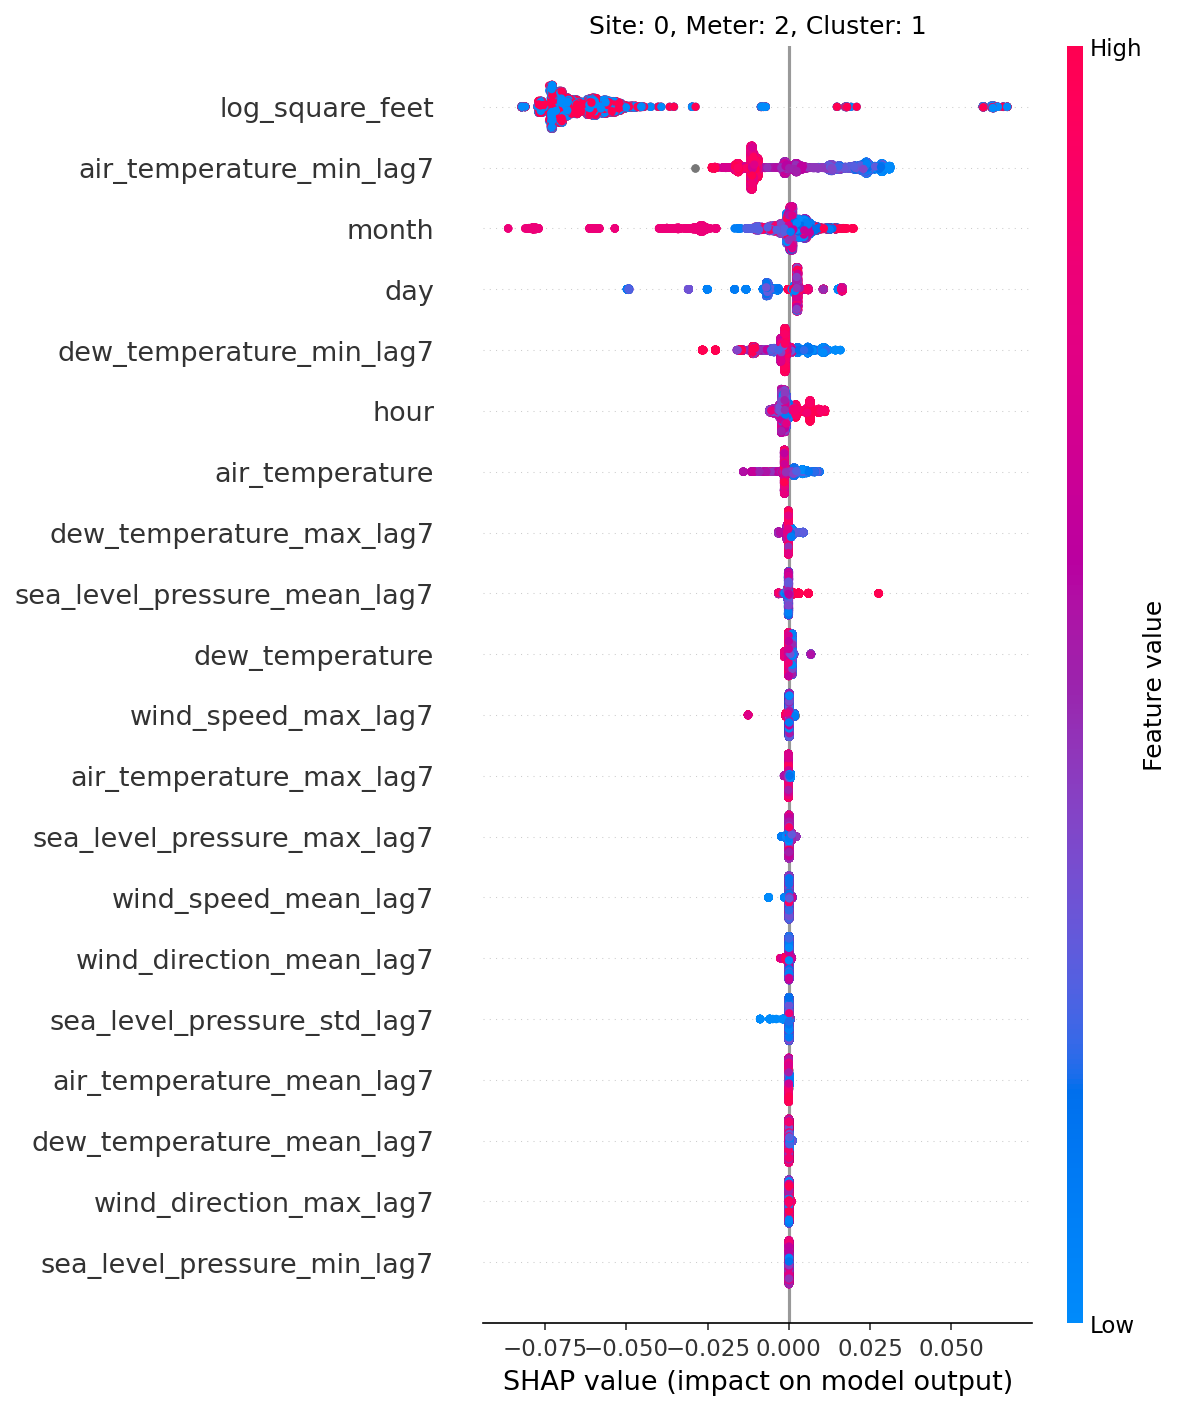 Site: 0, Meter: 2, Cluster: 1
High
log_square_feet
air_temperature_min_lag7
month
day
dew_temperature_min_lag7
hour
air_temperature
dew_temperature_max_lag7
sea_level_pressure_mean_lag7
dew_temperature
wind_speed_max_lag7
air_temperature_max_lag7
sea_level_pressure_max_lag7
wind_speed_mean_lag7
wind_direction_mean_lag7
sea_level_pressure_std_lag7
air_temperature_mean_lag7
dew_temperature_mean_lag7
wind_direction_max_lag7
sea_level_pressure_min_lag7
Feature value
Low
−0.075 −0.050 −0.025 0.000 0.025 0.050
SHAP value (impact on model output)